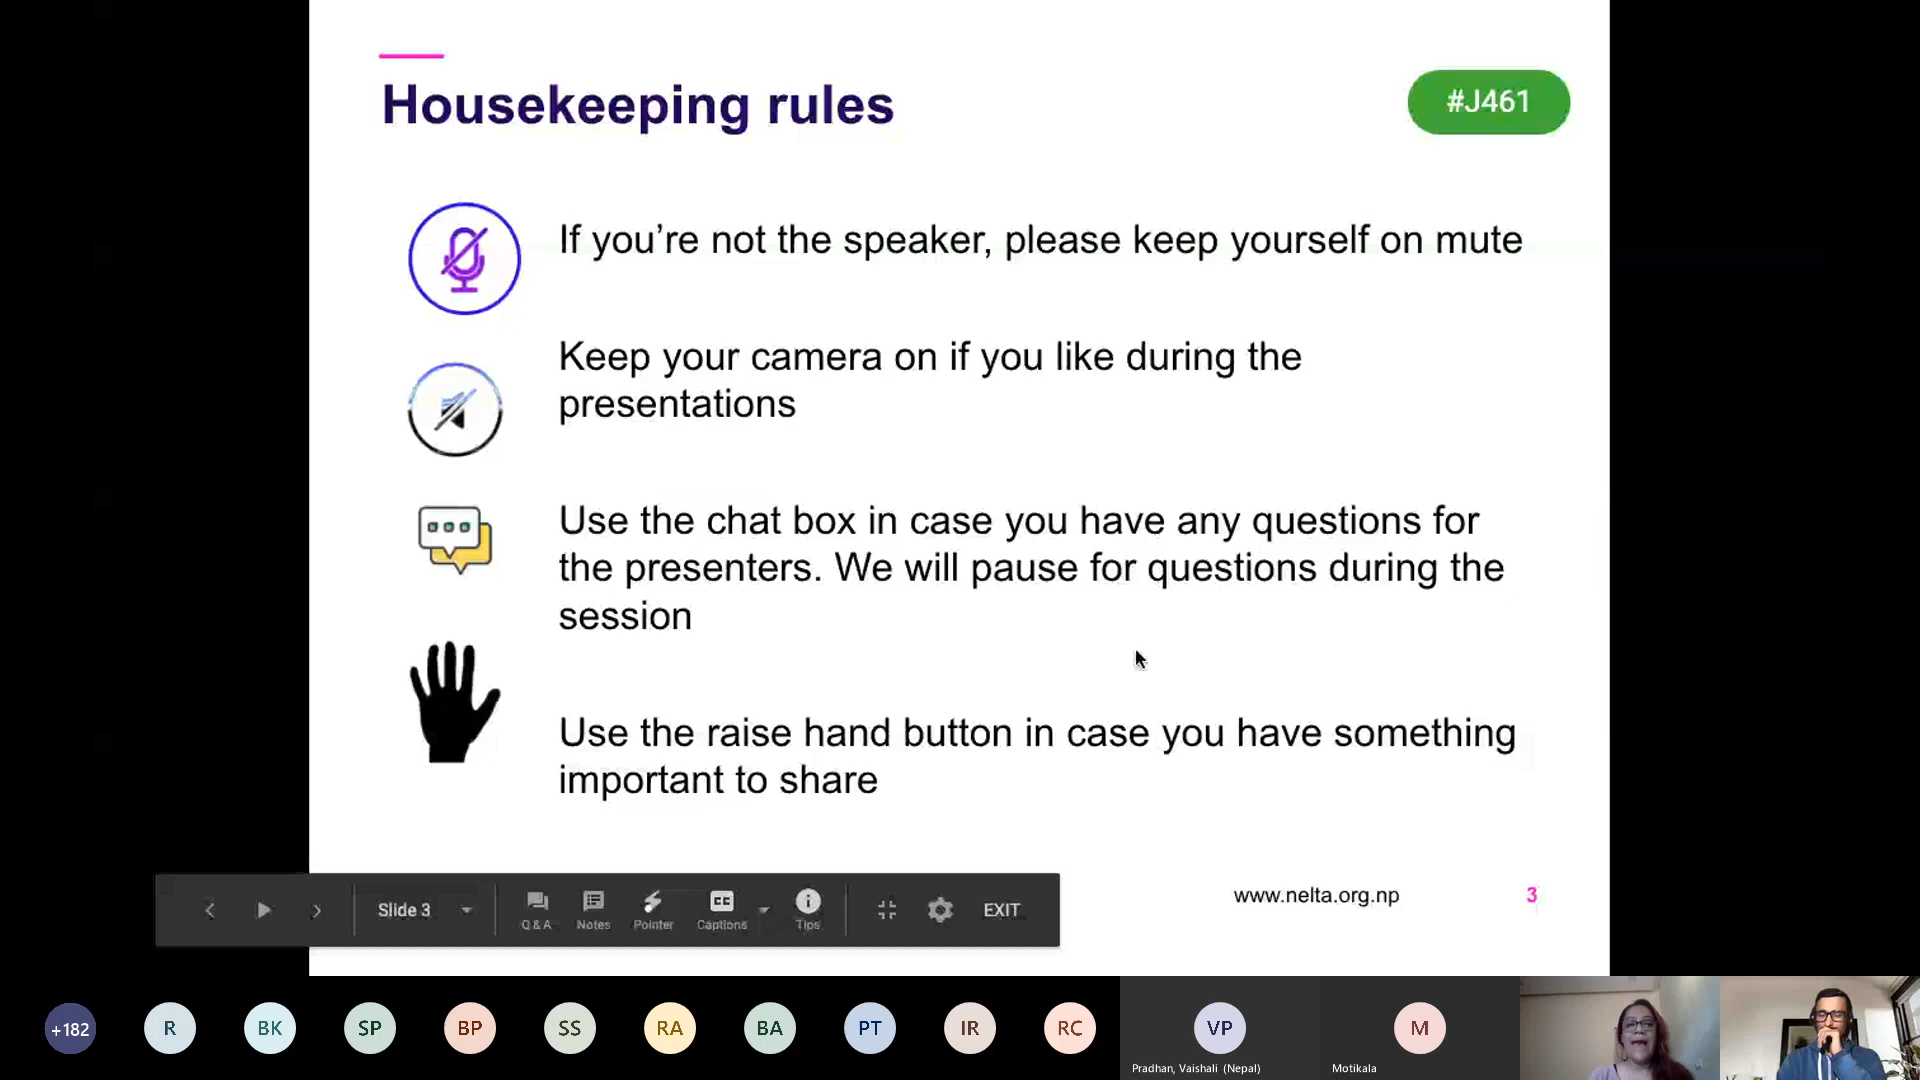 Housekeeping rules
#J461
If you’re not the speaker, please keep yourself on mute
Keep your camera on if you like during the
presentations
Use the chat box in case you have any questions for
the presenters. We will pause for questions during the
session
Use the raise hand button in case you have something
important to share
Slide 3
Q & A
Notes
CC
Pointer
Captions
Tips
EXIT
www.nelta.org.np
3
+182
R
BK
SP
BP
SS
RA
BA
PT
IR
RC
VP
M
Pradhan, Vaishali (Nepal)
Motikala